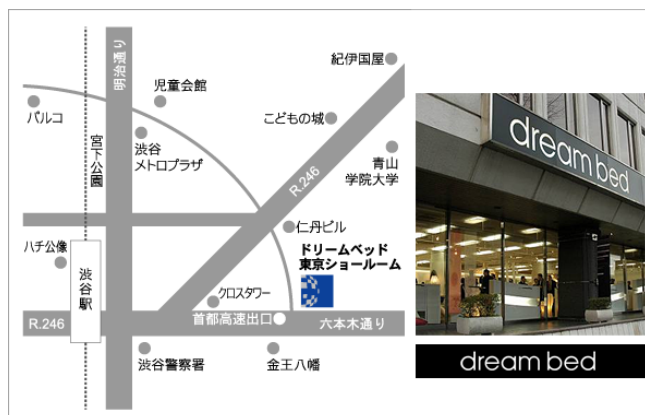 明治通り
紀伊国屋
児童会館
パルコ
こどもの城
宮下公園
渋谷
メトロプラザ
青山
学院大学
R.246
仁丹ビル
ハチ公像
ドリームベッド
東京ショールーム
渋谷駅
クロスタワー
R.246
首都高速出口
六本木通り
渋谷警察署
金王八幡
dream bed
dream bed